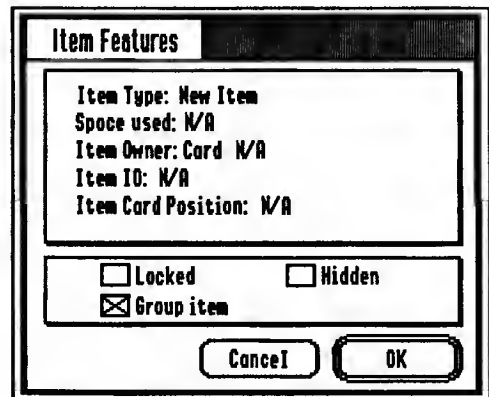 Item Features
Item Type: New Item
Space used: N/A
Item Owner: Card N/A
Item ID: N/A
Item Card Position: N/A
Locked Hidden
Group item
Cancel OK